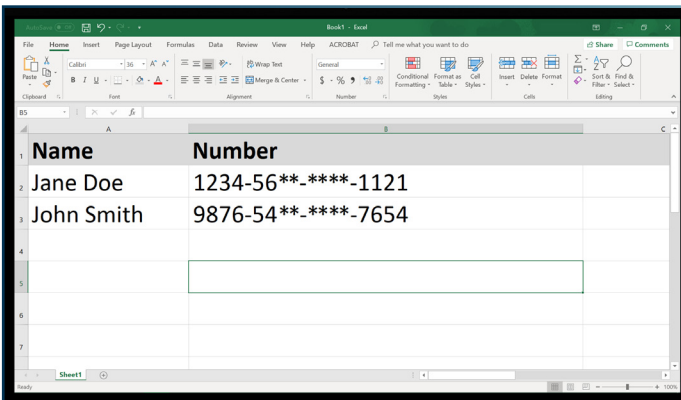 AutoSave Off Book1 - Excel
File Home Insert Page Layout Formulas Data Review View Help ACROBAT Tell me what you want to do Share Comments
Paste Calibri 36 A^ A˅ Wrap Text General Conditional Formatting Format as Table Cell Styles Insert Delete Format Sort & Filter Find & Select
B I U A Merge & Center $ % 9
Clipboard Font Alignment Number Styles Cells Editing
B5 fx
A B C
1 Name Number
2 Jane Doe 1234-56**-****-1121
3 John Smith 9876-54**-****-7654
4
5
6
7
Sheet1
Ready 100%